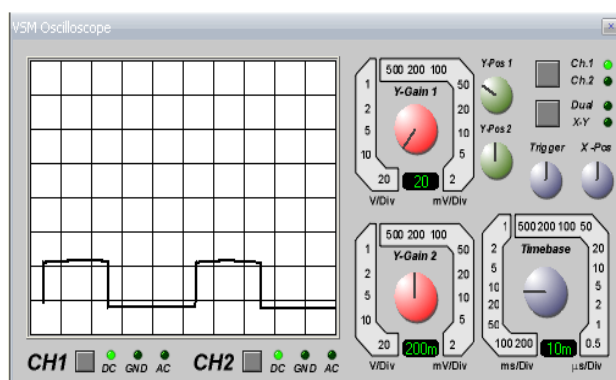 VSM Oscilloscope
x
500 200 100
1
50
Y-Gain 1
2
20
5
10
10
5
20
20
2
V/Div
mV/Div
Y-Pos 1
Y-Pos 2
Ch.1
Ch.2
Dual
X-Y
Trigger
X -Pos
500 200 100
1
50
Y-Gain 2
2
20
5
10
10
5
20
200m
2
V/Div
mV/Div
1
500 200 100 50
2
20
Timebase
5
10
10
5
20
2
50
1
100 200
10m
0.5
ms/Div
µs/Div
CH1
DC
GND
AC
CH2
DC
GND
AC